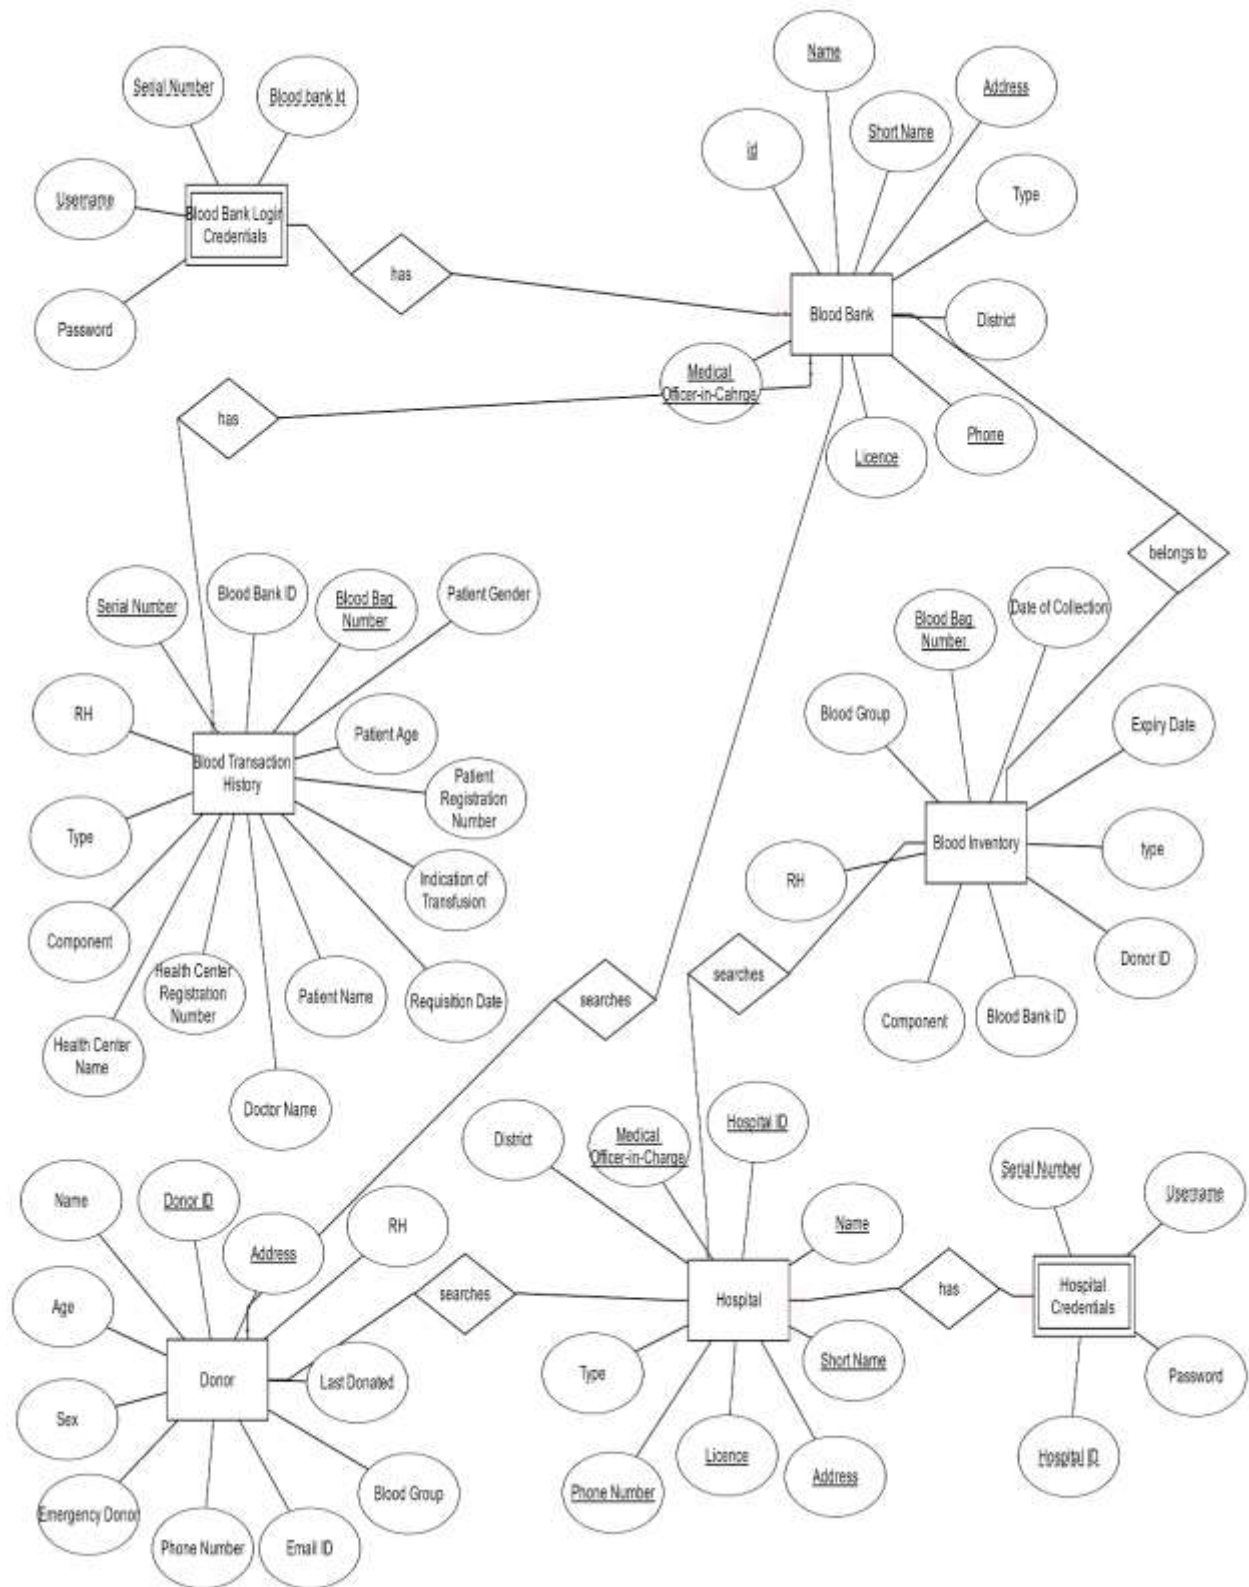 Name
Serial Number
Blood bank Id
Address
Short Name
id
Username
Blood Bank Login
Credentials
Type
has
Password
Blood Bank
District
Medical
Officer-in-Cahrge
has
Licence
Phone
belongs to
Serial Number
Blood Bank ID
Blood Bag
Number
Patient Gender
Blood Bag
Number
Date of Collection
RH
Patient Age
Blood Group
Expiry Date
Blood Transaction
History
Patient
Registration
Number
Type
Blood Inventory
type
Indication of
Transfusion
RH
Component
Health Center
Registration
Number
Patient Name
Requisition Date
searches
searches
Donor ID
Component
Blood Bank ID
Health Center
Name
Doctor Name
District
Medical
Officer-in-Charge
Hospital ID
Serial Number
Username
Name
Donor ID
Address
RH
Name
Age
searches
Hospital
has
Hospital
Credentials
Donor
Last Donated
Type
Short Name
Password
Sex
Emergency Donor
Phone Number
Email ID
Blood Group
Phone Number
Licence
Address
Hospital ID